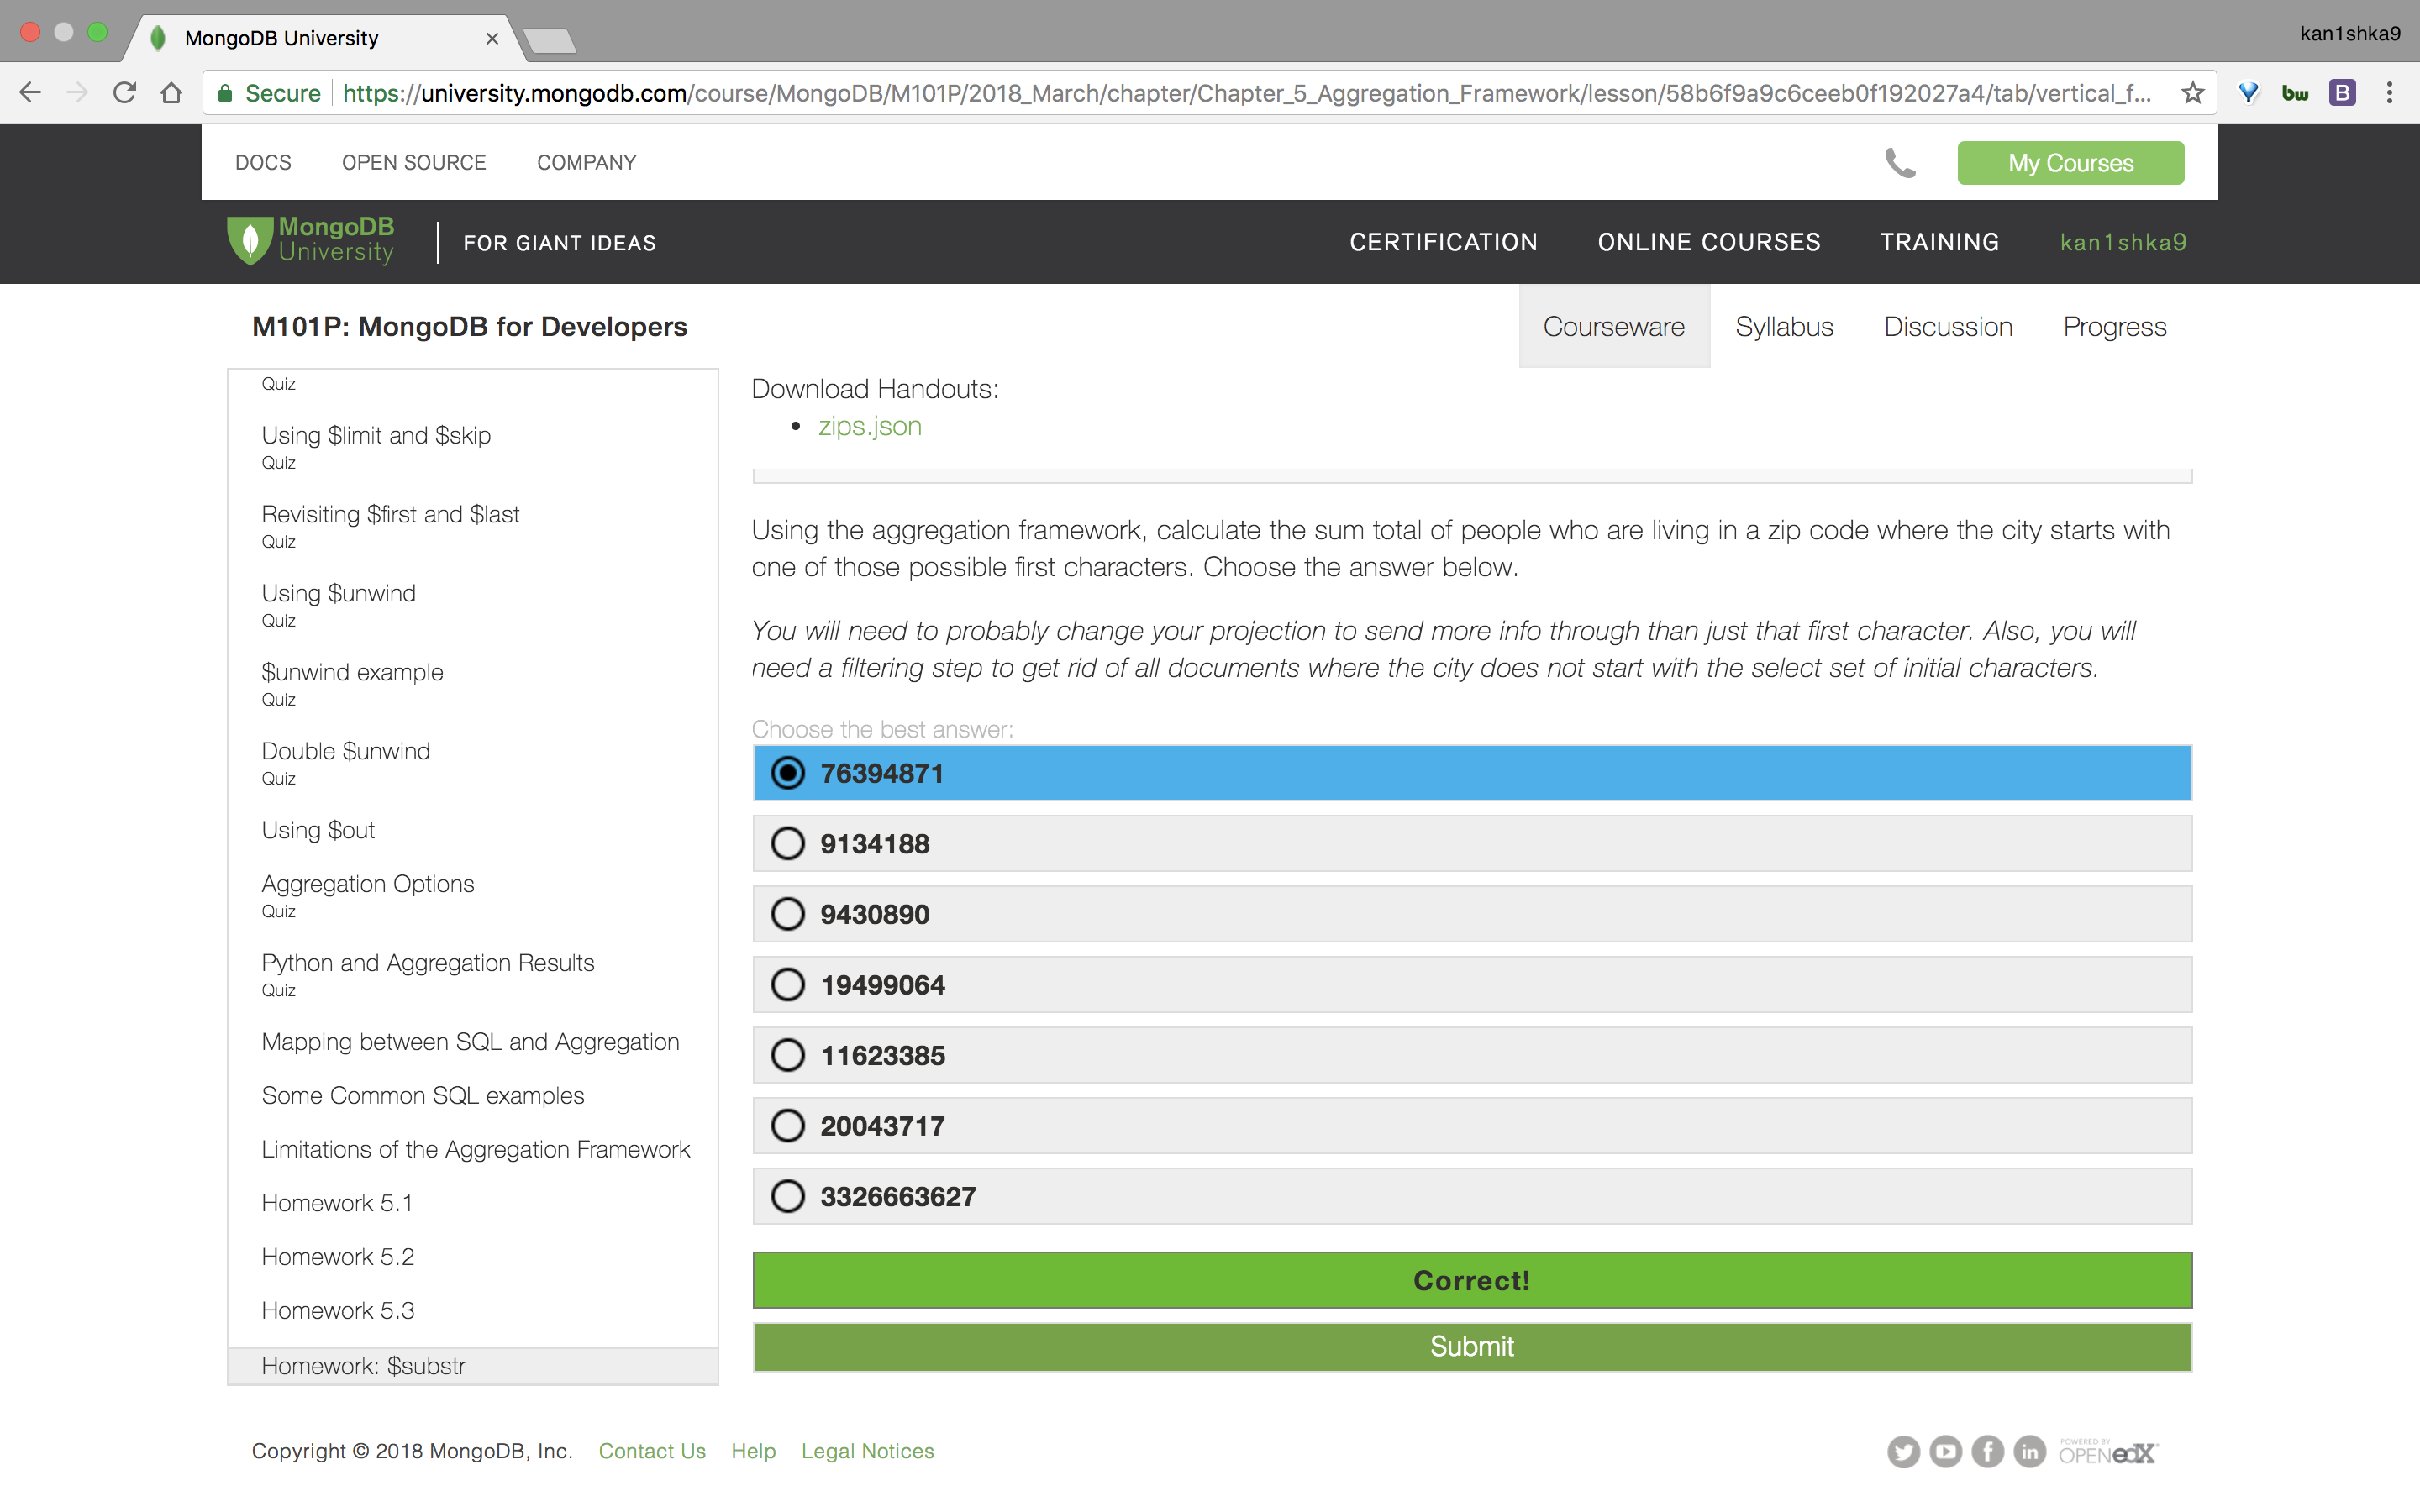 MongoDB University
kan1shka9
Secure https://university.mongodb.com/course/MongoDB/M101P/2018_March/chapter/Chapter_5_Aggregation_Framework/lesson/58b6f9a9c6ceeb0f192027a4/tab/vertical_f...
bw B
DOCS OPEN SOURCE COMPANY
My Courses
MongoDB University FOR GIANT IDEAS
CERTIFICATION ONLINE COURSES TRAINING kan1shka9
M101P: MongoDB for Developers
Courseware Syllabus Discussion Progress
Quiz
Using $limit and $skip
Quiz
Revisiting $first and $last
Quiz
Using $unwind
Quiz
$unwind example
Quiz
Double $unwind
Quiz
Using $out
Aggregation Options
Quiz
Python and Aggregation Results
Quiz
Mapping between SQL and Aggregation
Some Common SQL examples
Limitations of the Aggregation Framework
Homework 5.1
Homework 5.2
Homework 5.3
Homework: $substr
Download Handouts:
• zips.json
Using the aggregation framework, calculate the sum total of people who are living in a zip code where the city starts with
one of those possible first characters. Choose the answer below.
You will need to probably change your projection to send more info through than just that first character. Also, you will
need a filtering step to get rid of all documents where the city does not start with the select set of initial characters.
Choose the best answer:
76394871
9134188
9430890
19499064
11623385
20043717
3326663627
Correct!
Submit
Copyright © 2018 MongoDB, Inc. Contact Us Help Legal Notices
POWERED BY
OPEN edX